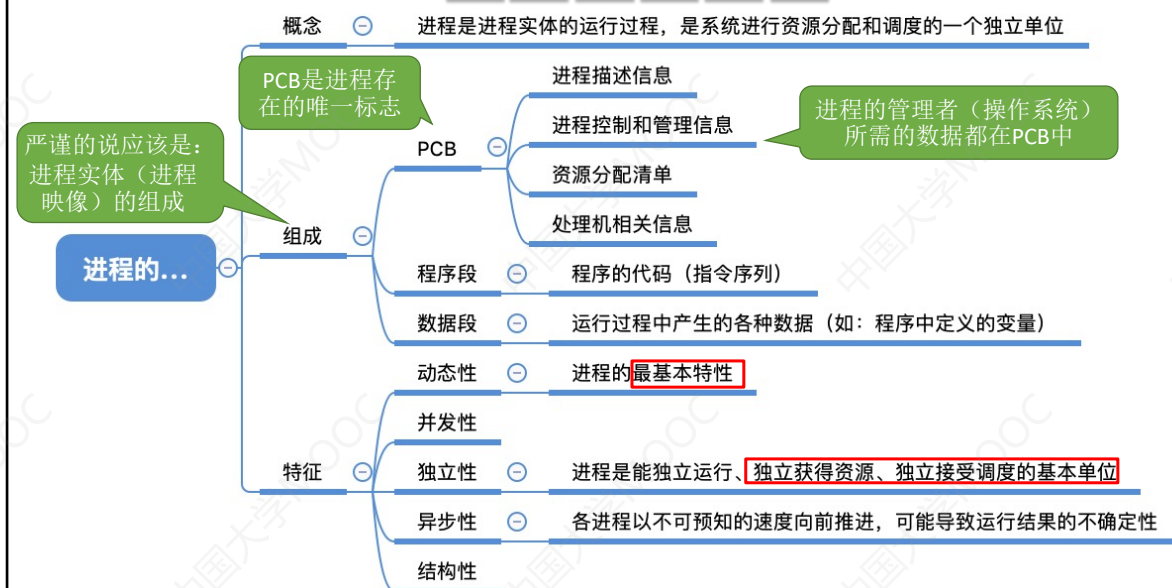 概念
进程是进程实体的运行过程，是系统进行资源分配和调度的一个独立单位
PCB是进程存
在的唯一标志
进程描述信息
进程控制和管理信息
进程的管理者（操作系统）
所需的数据都在PCB中
PCB
严谨的说应该是：
进程实体（进程
映像）的组成
资源分配清单
处理机相关信息
组成
进程的...
程序段
程序的代码（指令序列）
数据段
运行过程中产生的各种数据（如：程序中定义的变量）
动态性
进程的最基本特性
并发性
特征
独立性
进程是能独立运行、独立获得资源、独立接受调度的基本单位
异步性
各进程以不可预知的速度向前推进，可能导致运行结果的不确定性
结构性
中国大学MOOC